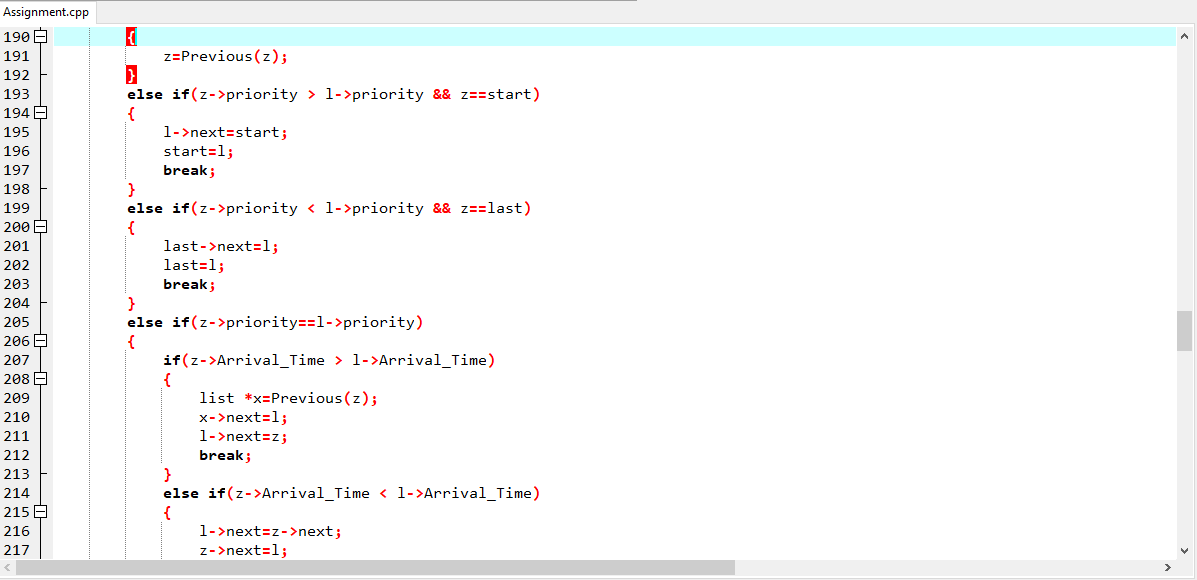 Assignment.cpp
190 {
191 z=Previous(z);
192 }
193 else if(z->priority > l->priority && z==start)
194 {
195 l->next=start;
196 start=l;
197 break;
198 }
199 else if(z->priority < l->priority && z==last)
200 {
201 last->next=l;
202 last=l;
203 break;
204 }
205 else if(z->priority==l->priority)
206 {
207 if(z->Arrival_Time > l->Arrival_Time)
208 {
209 list *x=Previous(z);
210 x->next=l;
211 l->next=z;
212 break;
213 }
214 else if(z->Arrival_Time < l->Arrival_Time)
215 {
216 l->next=z->next;
217 z->next=l;